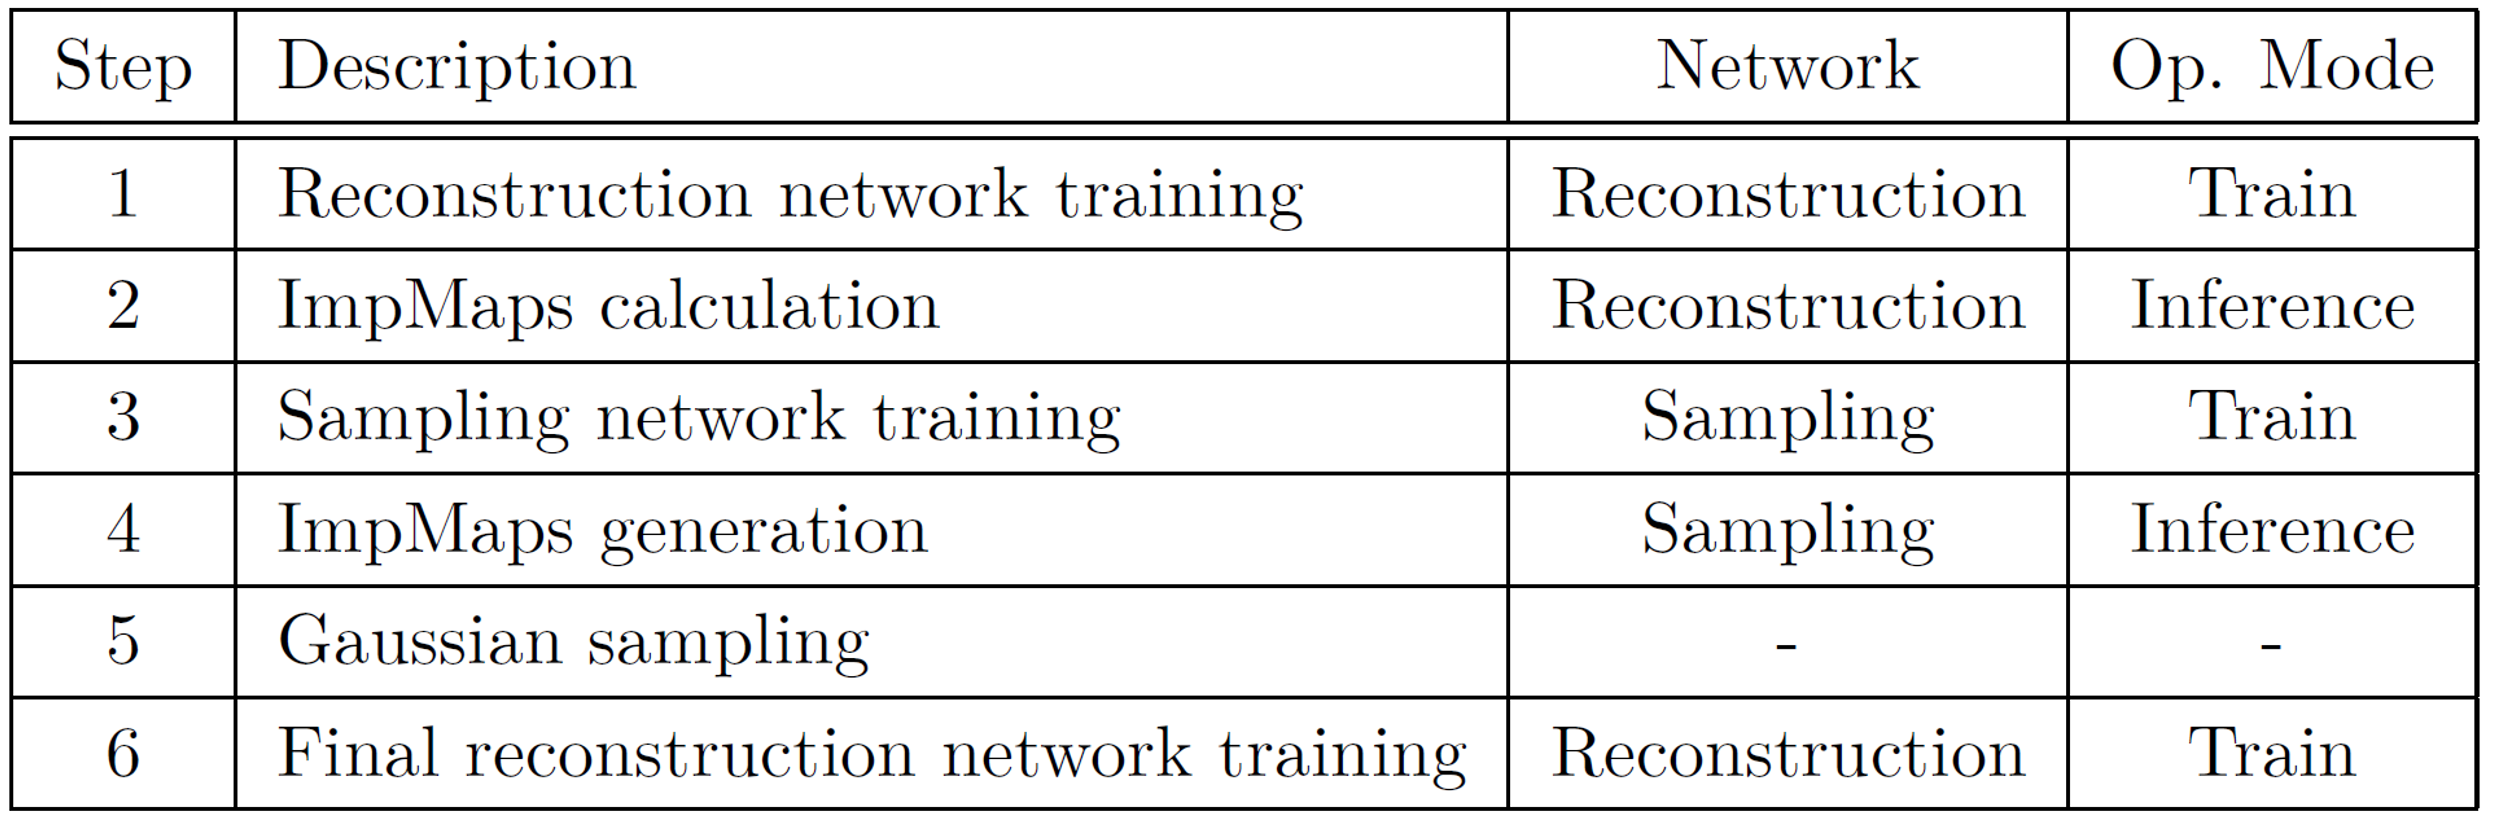 Step Description Network Op. Mode
1 Reconstruction network training Reconstruction Train
2 ImpMaps calculation Reconstruction Inference
3 Sampling network training Sampling Train
4 ImpMaps generation Sampling Inference
5 Gaussian sampling - -
6 Final reconstruction network training Reconstruction Train